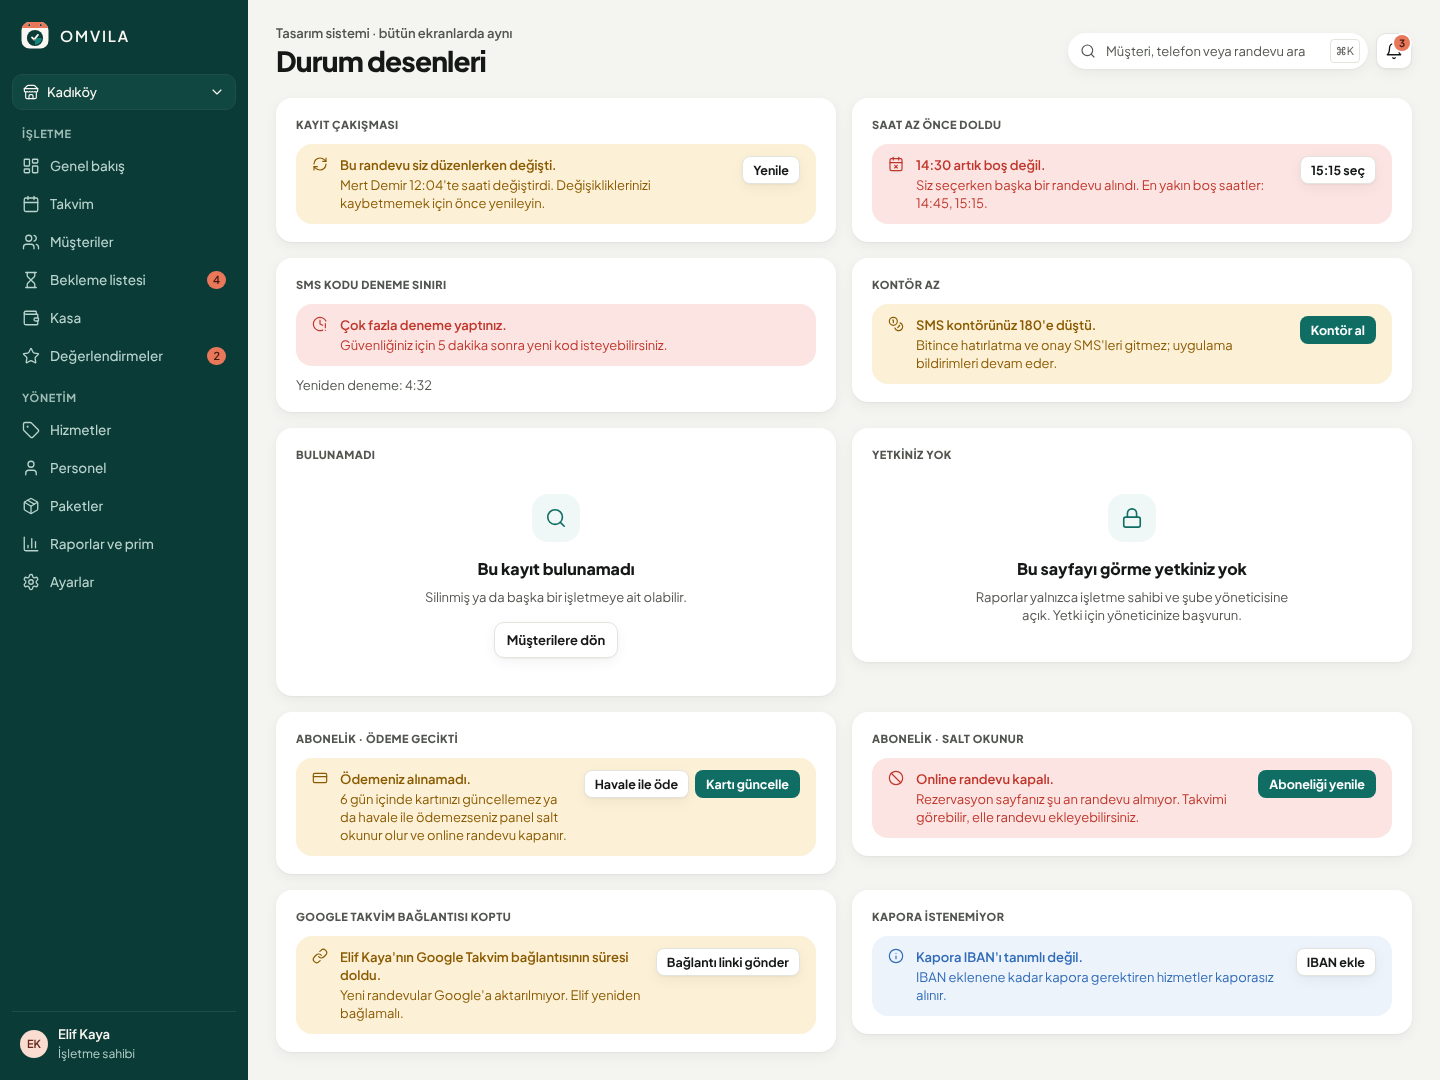 OMVILA
Kadıköy
İŞLETME
Genel bakış
Takvim
Müşteriler
Bekleme listesi 4
Kasa
Değerlendirmeler 2
YÖNETİM
Hizmetler
Personel
Paketler
Raporlar ve prim
Ayarlar
EK
Elif Kaya
İşletme sahibi
Tasarım sistemi · bütün ekranlarda aynı
Durum desenleri
Müşteri, telefon veya randevu ara ⌘K
3
KAYIT ÇAKIŞMASI
Bu randevu siz düzenlerken değişti.
Mert Demir 12:04'te saati değiştirdi. Değişikliklerinizi
kaybetmemek için önce yenileyin.
Yenile
SAAT AZ ÖNCE DOLDU
14:30 artık boş değil.
Siz seçerken başka bir randevu alındı. En yakın boş saatler:
14:45, 15:15.
15:15 seç
SMS KODU DENEME SINIRI
Çok fazla deneme yaptınız.
Güvenliğiniz için 5 dakika sonra yeni kod isteyebilirsiniz.
Yeniden deneme: 4:32
KONTÖR AZ
SMS kontörünüz 180'e düştü.
Bitince hatırlatma ve onay SMS'leri gitmez; uygulama
bildirimleri devam eder.
Kontör al
BULUNAMADI
Bu kayıt bulunamadı
Silinmiş ya da başka bir işletmeye ait olabilir.
Müşterilere dön
YETKİNİZ YOK
Bu sayfayı görme yetkiniz yok
Raporlar yalnızca işletme sahibi ve şube yöneticisine
açık. Yetki için yöneticinize başvurun.
ABONELİK · ÖDEME GECİKTİ
Ödemeniz alınamadı.
6 gün içinde kartınızı güncellemez ya
da havale ile ödemezseniz panel salt
okunur olur ve online randevu kapanır.
Havale ile öde
Kartı güncelle
ABONELİK · SALT OKUNUR
Online randevu kapalı.
Rezervasyon sayfanız şu an randevu almıyor. Takvimi
görebilir, elle randevu ekleyebilirsiniz.
Aboneliği yenile
GOOGLE TAKVİM BAĞLANTISI KOPTU
Elif Kaya'nın Google Takvim bağlantısının süresi
doldu.
Yeni randevular Google'a aktarılmıyor. Elif yeniden
bağlamalı.
Bağlantı linki gönder
KAPORA İSTENEMİYOR
Kapora IBAN'ı tanımlı değil.
IBAN eklenene kadar kapora gerektiren hizmetler kaporasız
alınır.
IBAN ekle